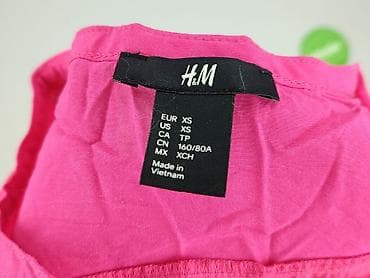 H&M
EUR XS
US XS
CA TP
CN 160/80A
MX XCH
Made in
Vietnam